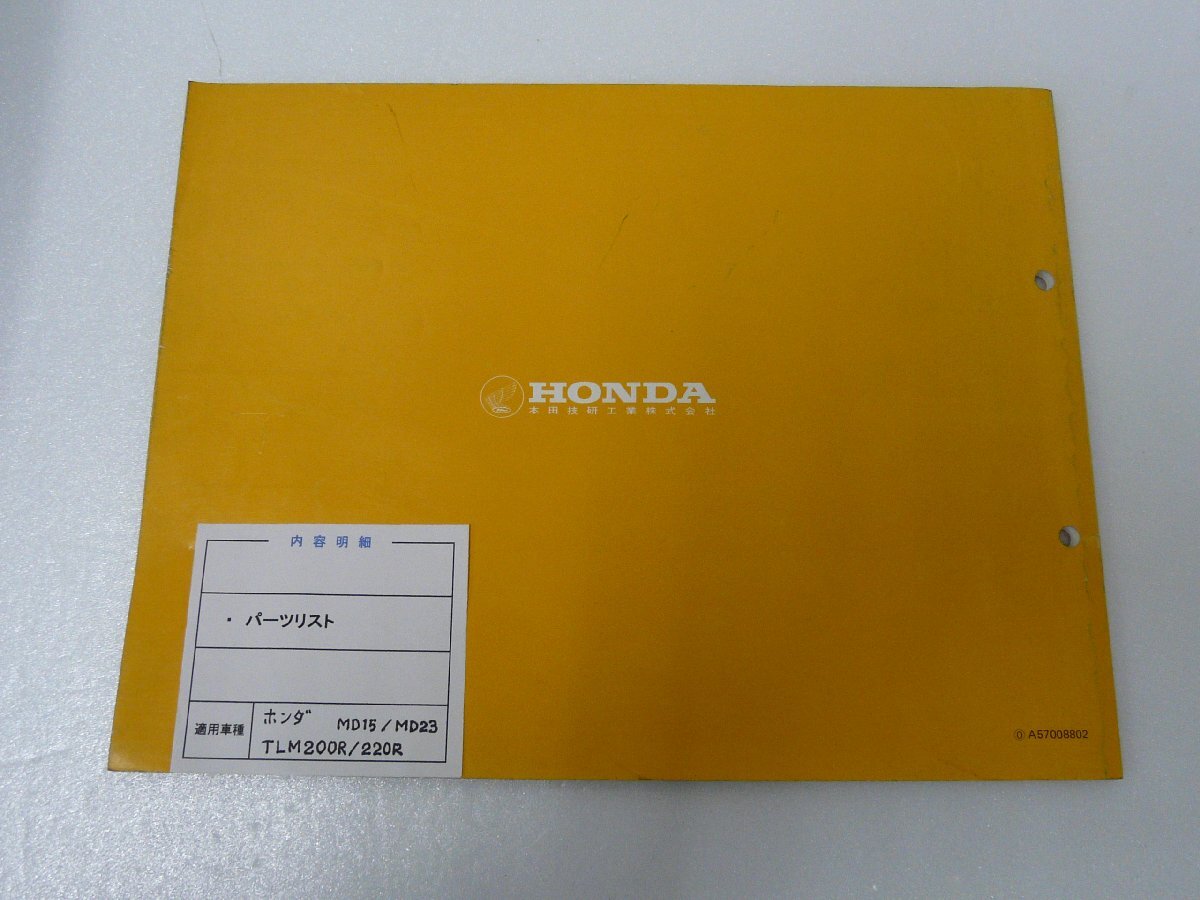 HONDA
本田技研工業株式会社
内容明細
・パーツリスト
適用車種
ホンダ MD15/MD23
TLM200R/220R
⓪ A57008802